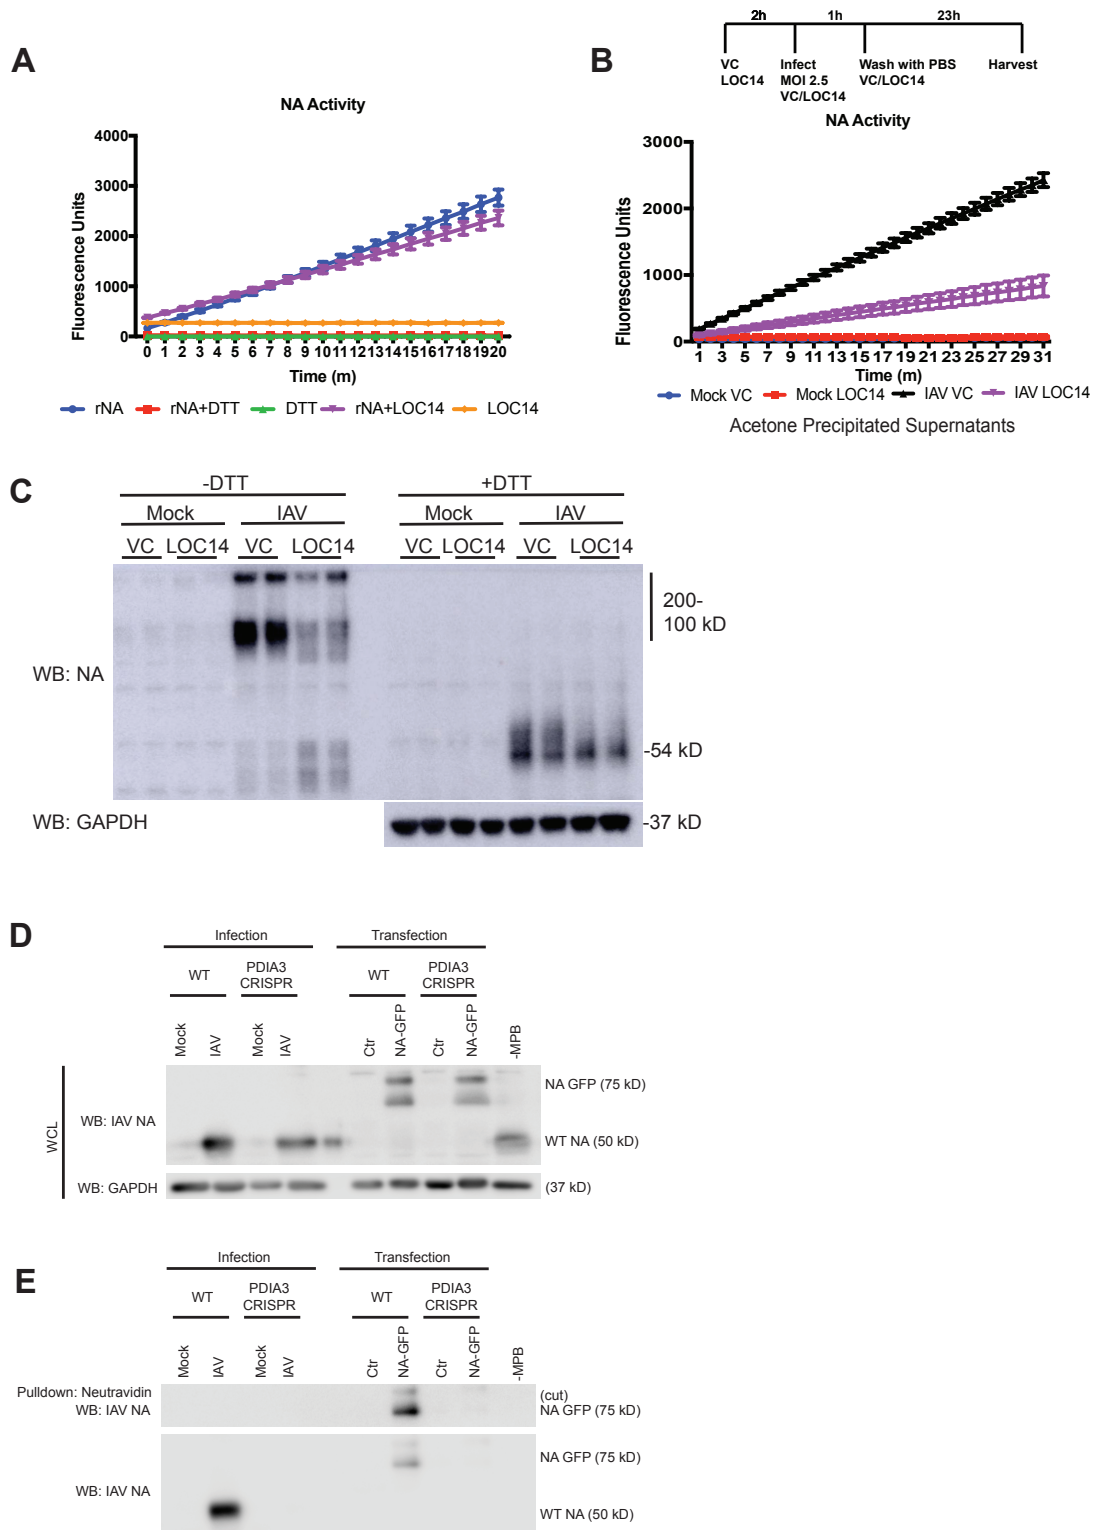 A
NA Activity
Fluorescence Units
4000
3000
2000
1000
0
0 1 2 3 4 5 6 7 8 9 10 11 12 13 14 15 16 17 18 19 20
Time (m)
rNA rNA+DTT DTT rNA+LOC14 LOC14
B
2h 1h 23h
VC
LOC14
Infect
MOI 2.5
VC/LOC14
Wash with PBS
VC/LOC14
Harvest
NA Activity
Fluorescence Units
3000
2000
1000
0
1 3 5 7 9 11 13 15 17 19 21 23 25 27 29 31
Time (m)
Mock VC Mock LOC14 IAV VC IAV LOC14
Acetone Precipitated Supernatants
C
-DTT +DTT
Mock IAV Mock IAV
VC LOC14 VC LOC14 VC LOC14 VC LOC14
200-
100 kD
WB: NA
-54 kD
WB: GAPDH
-37 kD
D
Infection Transfection
WT PDIA3 CRISPR WT PDIA3 CRISPR
Mock IAV Mock IAV Ctr NA-GFP Ctr NA-GFP -MPB
WCL
NA GFP (75 kD)
WB: IAV NA
WT NA (50 kD)
WB: GAPDH (37 kD)
E
Infection Transfection
WT PDIA3 CRISPR WT PDIA3 CRISPR
Mock IAV Mock IAV Ctr NA-GFP Ctr NA-GFP -MPB
Pulldown: Neutravidin (cut)
WB: IAV NA NA GFP (75 kD)
NA GFP (75 kD)
WB: IAV NA
WT NA (50 kD)